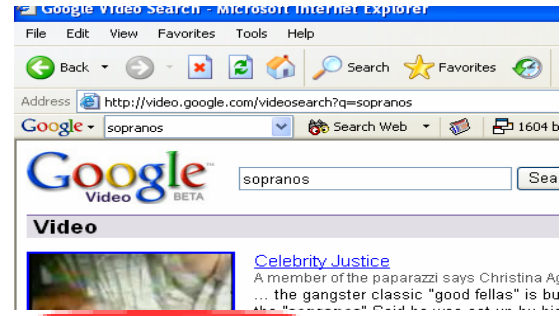 Google Video Search - Microsoft Internet Explorer
File Edit View Favorites Tools Help
Back Search Favorites
Address http://video.google.com/videosearch?q=sopranos
Google sopranos Search Web 1604 b
Google™ sopranos Sea
Video BETA
Video
Celebrity Justice
A member of the paparazzi says Christina Ag
... the gangster classic "good fellas" is bu